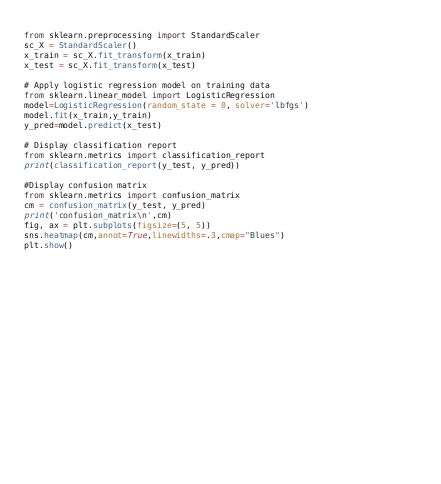 from sklearn.preprocessing import StandardScaler
sc_X = StandardScaler()
x_train = sc_X.fit_transform(x_train)
x_test = sc_X.fit_transform(x_test)

# Apply logistic regression model on training data
from sklearn.linear_model import LogisticRegression
model=LogisticRegression(random_state = 0, solver='lbfgs')
model.fit(x_train,y_train)
y_pred=model.predict(x_test)

# Display classification report
from sklearn.metrics import classification_report
print(classification_report(y_test, y_pred))

#Display confusion matrix
from sklearn.metrics import confusion_matrix
cm = confusion_matrix(y_test, y_pred)
print('confusion_matrix\n',cm)
fig, ax = plt.subplots(figsize=(5, 5))
sns.heatmap(cm,annot=True,linewidths=.3,cmap="Blues")
plt.show()